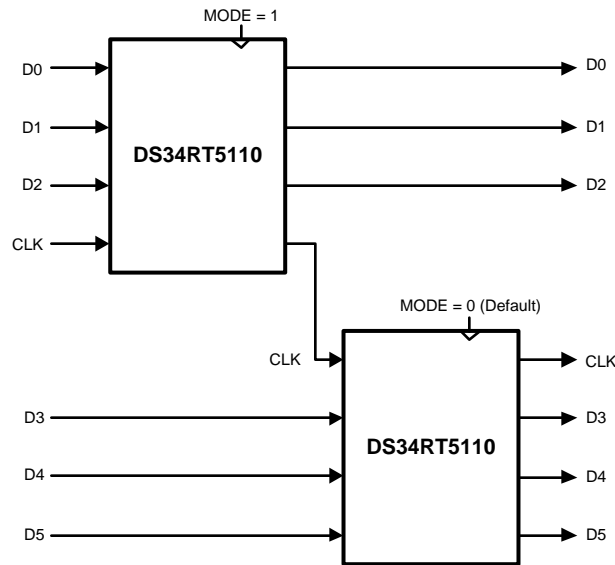 MODE = 1
D0
D0
D1
D1
DS34RT5110
D2
D2
CLK
MODE = 0 (Default)
CLK
CLK
D3
D3
DS34RT5110
D4
D4
D5
D5